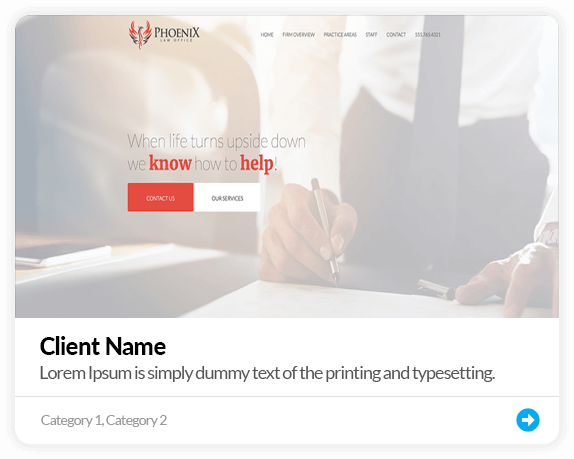 PHOENIX
LAW OFFICE
HOME FIRM OVERVIEW PRACTICE AREAS STAFF CONTACT 555.765.4321
When life turns upside down
we know how to help!
CONTACT US OUR SERVICES
Client Name
Lorem Ipsum is simply dummy text of the printing and typesetting.
Category 1, Category 2